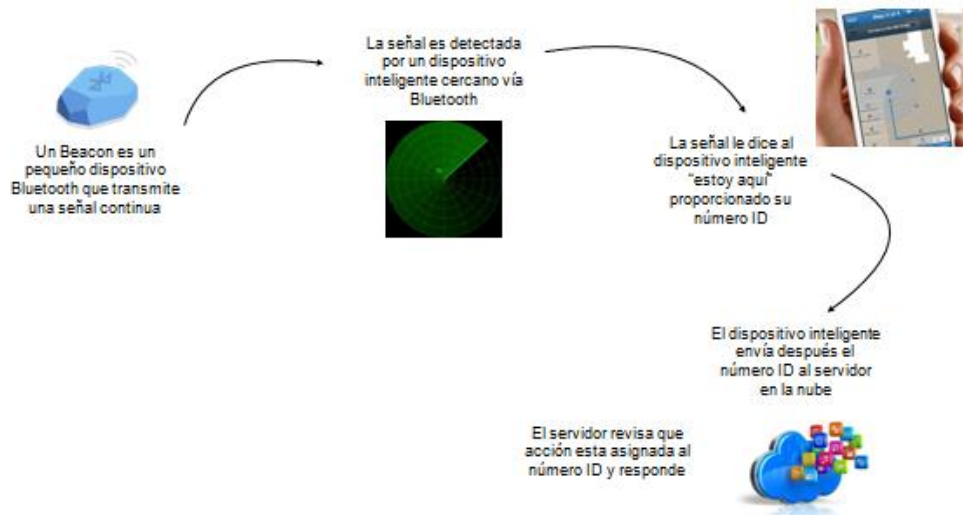 Un Beacon es un
pequeño dispositivo
Bluetooth que transmite
una señal continua
La señal es detectada
por un dispositivo
inteligente cercano vía
Bluetooth
La señal le dice al
dispositivo inteligente
“estoy aquí”
proporcionado su
número ID
El dispositivo inteligente
envía después el
número ID al servidor
en la nube
El servidor revisa que
acción esta asignada al
número ID y responde